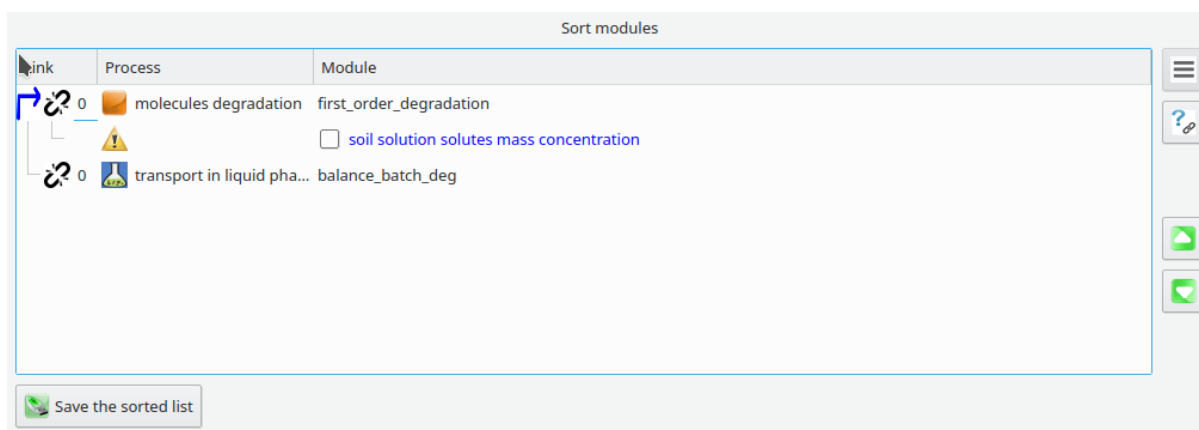 Sort modules
Link Process Module
0 molecules degradation first_order_degradation
soil solution solutes mass concentration
0 transport in liquid pha... balance_batch_deg
Save the sorted list